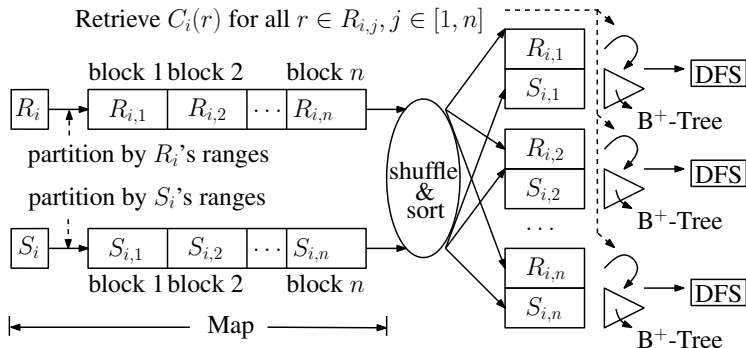 Retrieve C_i(r) for all r ∈ R_{i,j}, j ∈ [1, n]
block 1 block 2 block n
R_i R_{i,1} R_{i,2} ... R_{i,n}
partition by R_i's ranges
partition by S_i's ranges
S_i S_{i,1} S_{i,2} ... S_{i,n}
block 1 block 2 block n
Map
shuffle
&
sort
R_{i,1}
S_{i,1}
DFS
B+-Tree
R_{i,2}
S_{i,2}
DFS
B+-Tree
...
R_{i,n}
S_{i,n}
DFS
B+-Tree